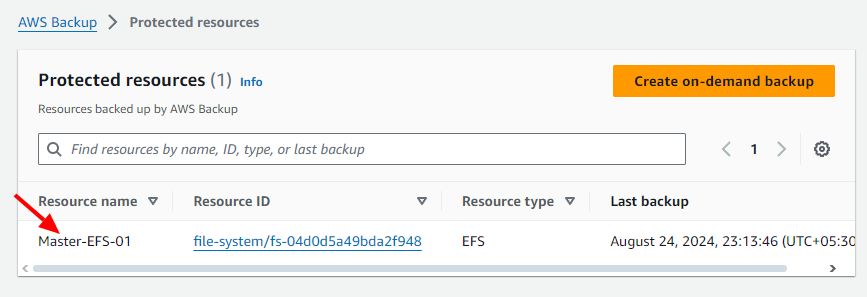 AWS Backup > Protected resources
Protected resources (1) Info
Create on-demand backup
Resources backed up by AWS Backup
Find resources by name, ID, type, or last backup
1
Resource name Resource ID Resource type Last backup
Master-EFS-01 file-system/fs-04d0d5a49bda2f948 EFS August 24, 2024, 23:13:46 (UTC+05:30